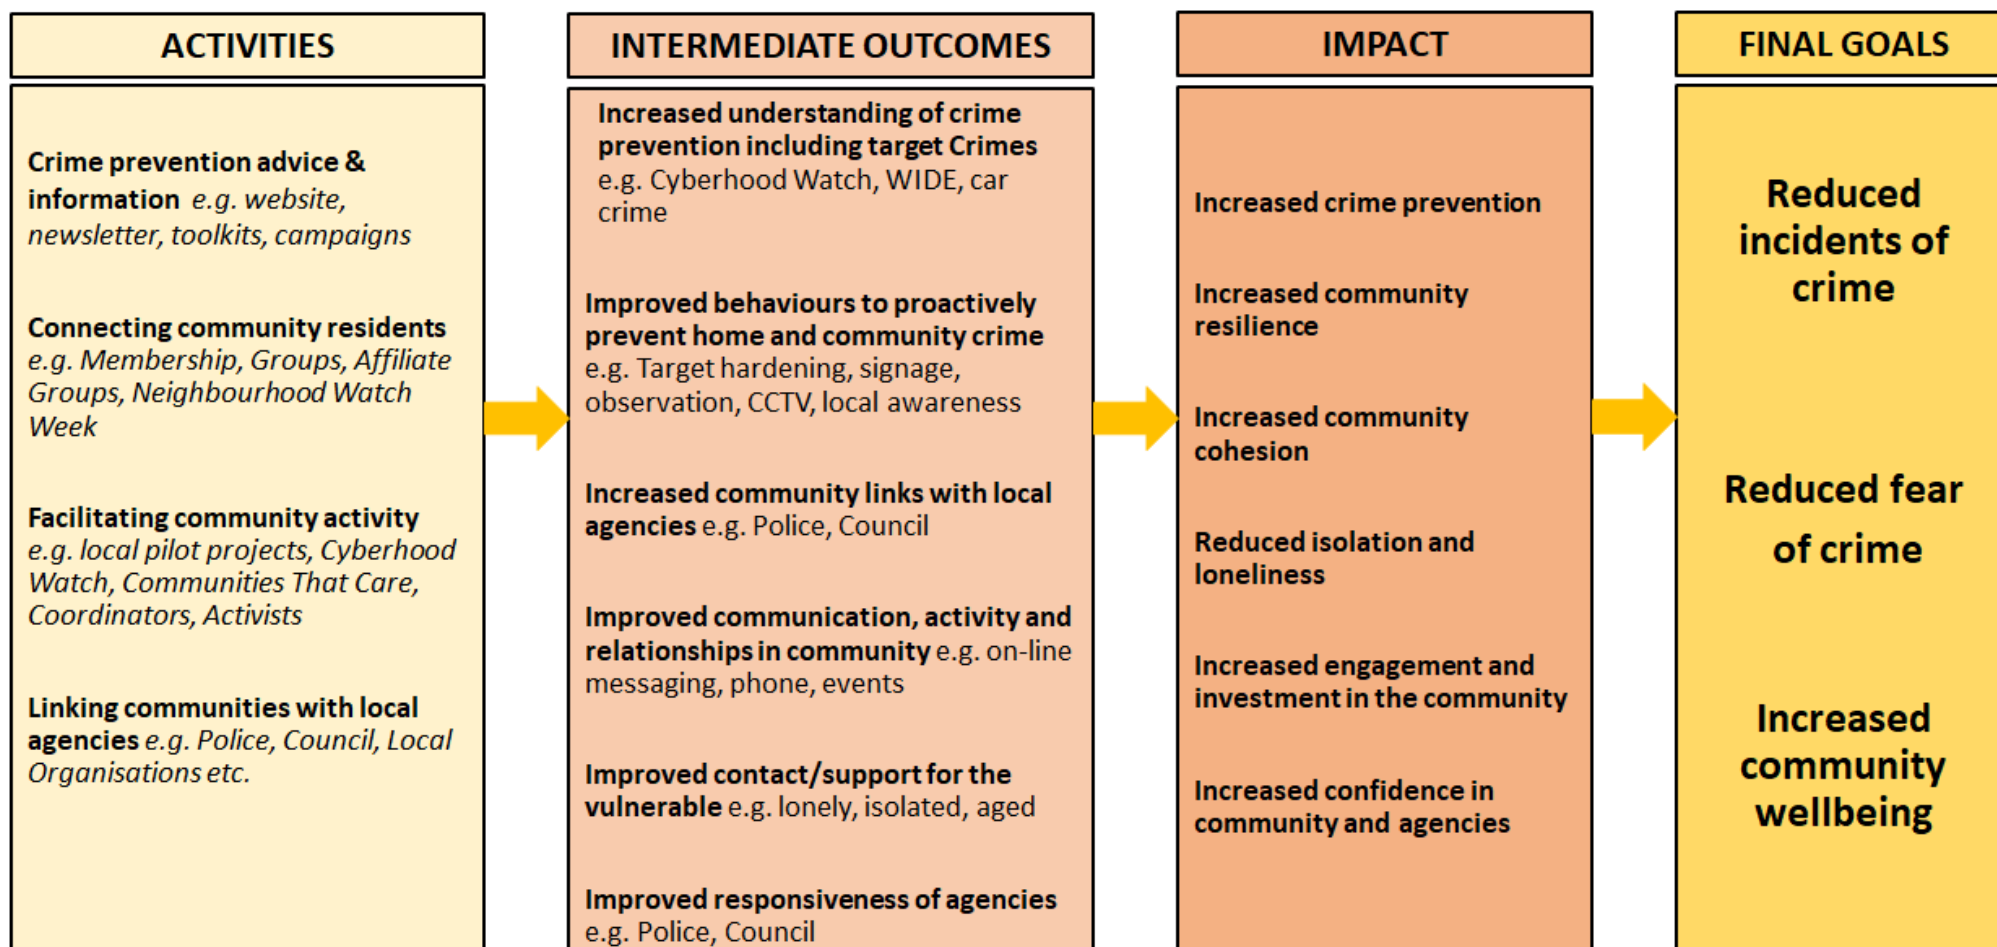 ACTIVITIES
Crime prevention advice &
information e.g. website,
newsletter, toolkits, campaigns
Connecting community residents
e.g. Membership, Groups, Affiliate
Groups, Neighbourhood Watch
Week
Facilitating community activity
e.g. local pilot projects, Cyberhood
Watch, Communities That Care,
Coordinators, Activists
Linking communities with local
agencies e.g. Police, Council, Local
Organisations etc.
INTERMEDIATE OUTCOMES
Increased understanding of crime
prevention including target Crimes
e.g. Cyberhood Watch, WIDE, car
crime
Improved behaviours to proactively
prevent home and community crime
e.g. Target hardening, signage,
observation, CCTV, local awareness
Increased community links with local
agencies e.g. Police, Council
Improved communication, activity and
relationships in community e.g. on-line
messaging, phone, events
Improved contact/support for the
vulnerable e.g. lonely, isolated, aged
Improved responsiveness of agencies
e.g. Police, Council
IMPACT
Increased crime prevention
Increased community
resilience
Increased community
cohesion
Reduced isolation and
loneliness
Increased engagement and
investment in the community
Increased confidence in
community and agencies
FINAL GOALS
Reduced
incidents of
crime
Reduced fear
of crime
Increased
community
wellbeing